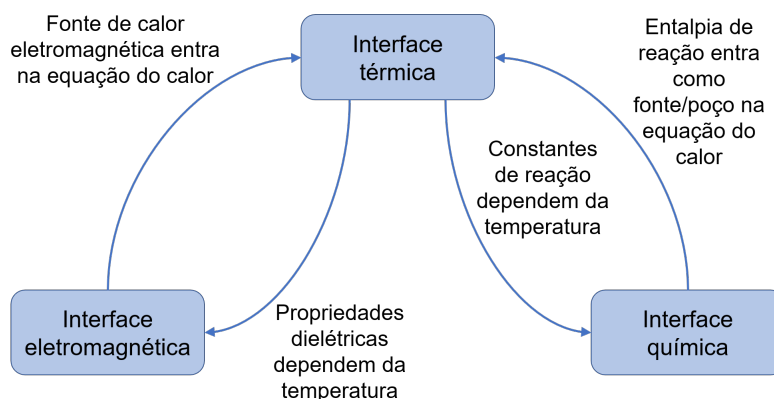 Fonte de calor
eletromagnética entra
na equação do calor
Interface
térmica
Entalpia de
reação entra
como
fonte/poço na
equação do
calor
Constantes
de reação
dependem da
temperatura
Interface
eletromagnética
Propriedades
dielétricas
dependem da
temperatura
Interface
química